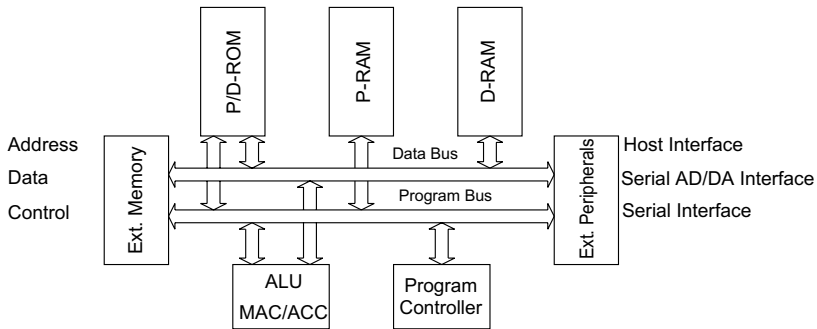 P/D-ROM
P-RAM
D-RAM
Address
Data
Control
Ext. Memory
Data Bus
Program Bus
Ext. Peripherals
Host Interface
Serial AD/DA Interface
Serial Interface
ALU
MAC/ACC
Program
Controller